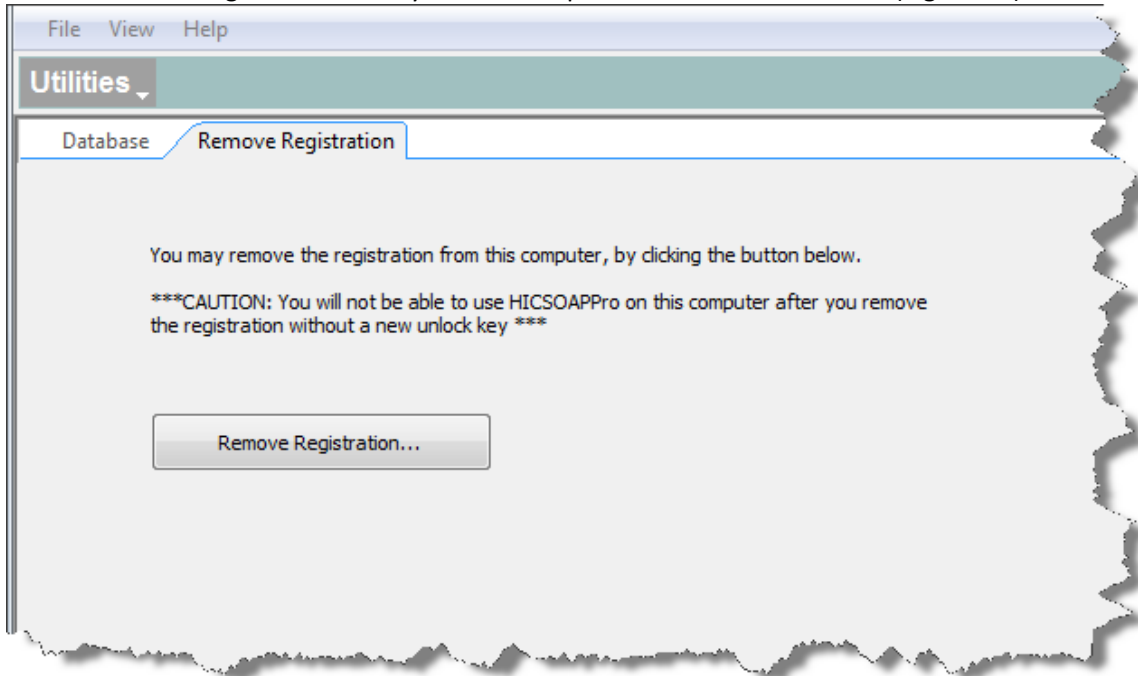 File View Help
Utilities
Database Remove Registration
You may remove the registration from this computer, by clicking the button below.
***CAUTION: You will not be able to use HICSOAPPro on this computer after you remove
the registration without a new unlock key ***
Remove Registration...